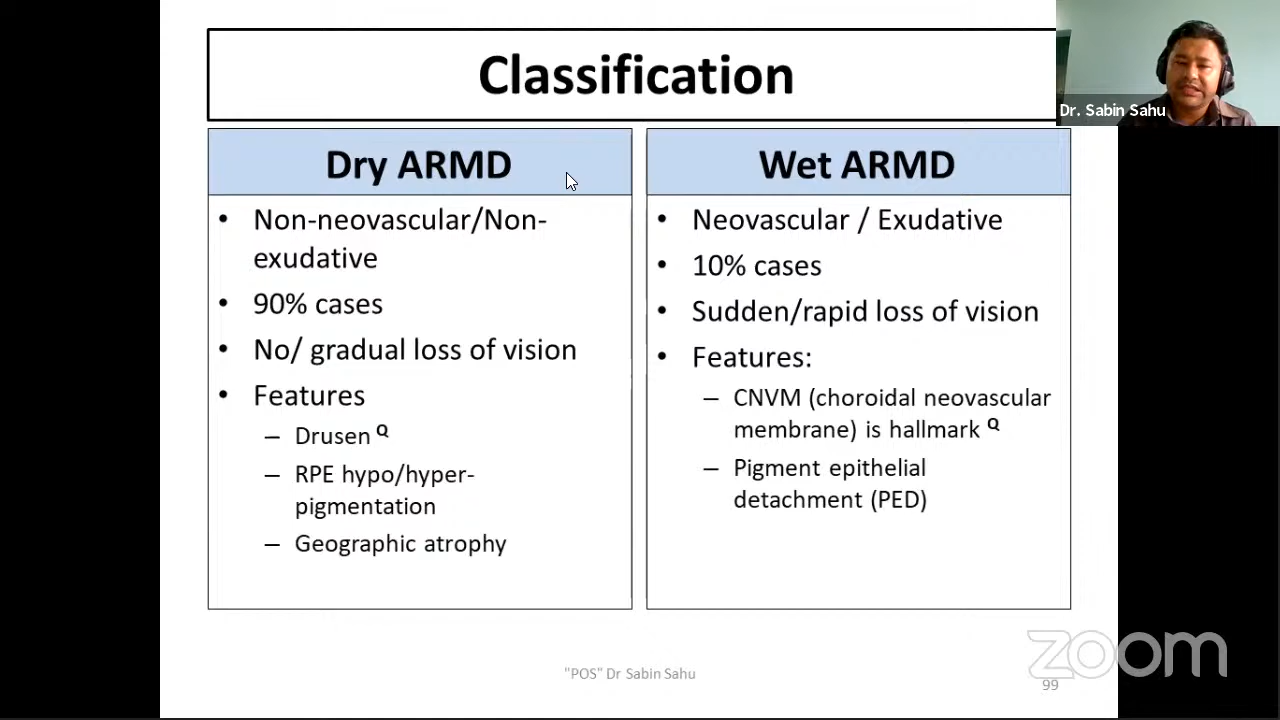 Classification
Dr. Sabin Sahu
Dry ARMD
• Non-neovascular/Non-
exudative
• 90% cases
• No/ gradual loss of vision
• Features
– Drusen Q
– RPE hypo/hyper-
pigmentation
– Geographic atrophy
Wet ARMD
• Neovascular / Exudative
• 10% cases
• Sudden/rapid loss of vision
• Features:
– CNVM (choroidal neovascular
membrane) is hallmark Q
– Pigment epithelial
detachment (PED)
"POS" Dr Sabin Sahu
zoom
99